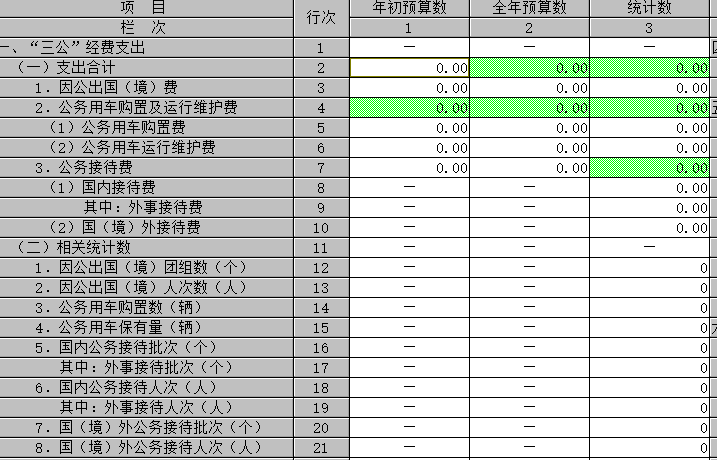 项 目 行次 年初预算数 全年预算数 统计数
栏 次 1 2 3
一、“三公”经费支出 1 — — —
（一）支出合计 2 0.00 0.00 0.00
1．因公出国（境）费 3 0.00 0.00 0.00
2．公务用车购置及运行维护费 4 0.00 0.00 0.00
（1）公务用车购置费 5 0.00 0.00 0.00
（2）公务用车运行维护费 6 0.00 0.00 0.00
3．公务接待费 7 0.00 0.00 0.00
（1）国内接待费 8 — — 0.00
其中：外事接待费 9 — — 0.00
（2）国（境）外接待费 10 — — 0.00
（二）相关统计数 11 — — —
1．因公出国（境）团组数（个） 12 — — 0
2．因公出国（境）人次数（人） 13 — — 0
3．公务用车购置数（辆） 14 — — 0
4．公务用车保有量（辆） 15 — — 0
5．国内公务接待批次（个） 16 — — 0
其中：外事接待批次（个） 17 — — 0
6．国内公务接待人次（人） 18 — — 0
其中：外事接待人次（人） 19 — — 0
7．国（境）外公务接待批次（个） 20 — — 0
8．国（境）外公务接待人次（人） 21 — — 0